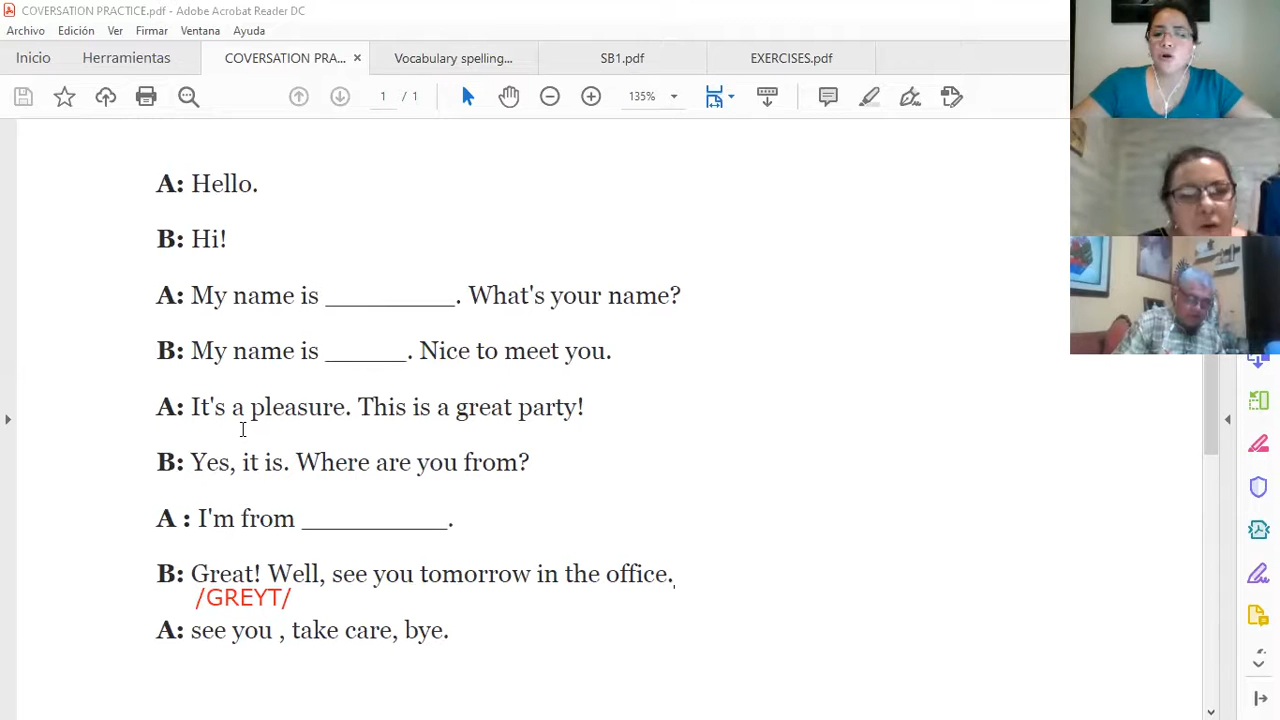 COVERSATION PRACTICE.pdf - Adobe Acrobat Reader DC
Archivo Edición Ver Firmar Ventana Ayuda
Inicio Herramientas COVERSATION PRA... × Vocabulary spelling... SB1.pdf EXERCISES.pdf
1 / 1 135%
A: Hello.
B: Hi!
A: My name is __________. What's your name?
B: My name is ______. Nice to meet you.
A: It's a pleasure. This is a great party!
B: Yes, it is. Where are you from?
A : I'm from ___________.
B: Great! Well, see you tomorrow in the office.
/GREYT/
A: see you , take care, bye.